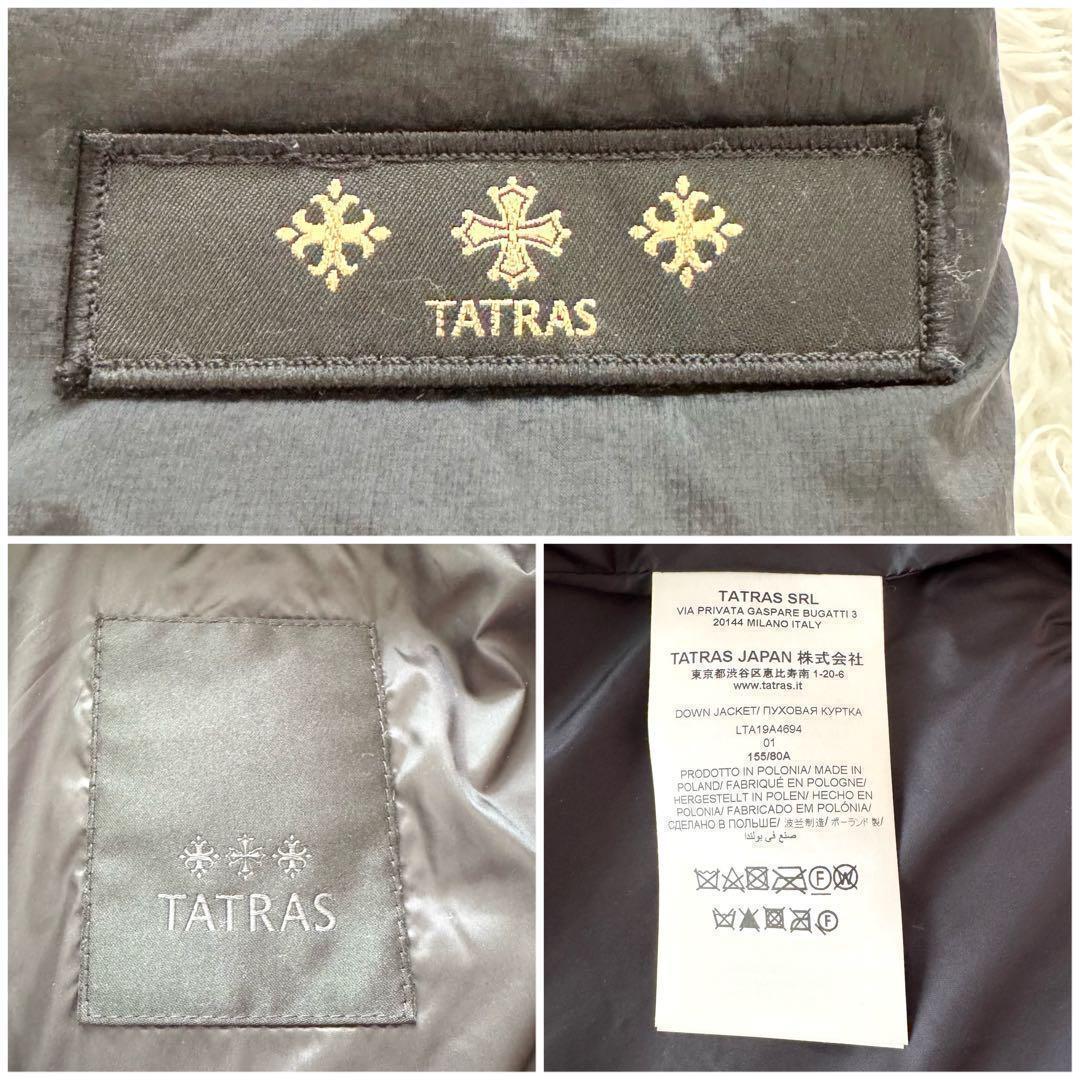 TATRAS
TATRAS
TATRAS SRL
VIA PRIVATA GASPARE BUGATTI 3
20144 MILANO ITALY
TATRAS JAPAN 株式会社
東京都渋谷区恵比寿南 1-20-6
www.tatras.it
DOWN JACKET/ ПУХОВАЯ КУРТКА
LTA19A4694
01
155/80A
PRODOTTO IN POLONIA/ MADE IN
POLAND/ FABRIQUÉ EN POLOGNE/
HERGESTELLT IN POLEN/ HECHO EN
POLONIA/ FABRICADO EM POLÓNIA/
СДЕЛАНО В ПОЛЬШЕ/ 波兰制造/ ポーランド製/
صنع في بولندا
F W
F